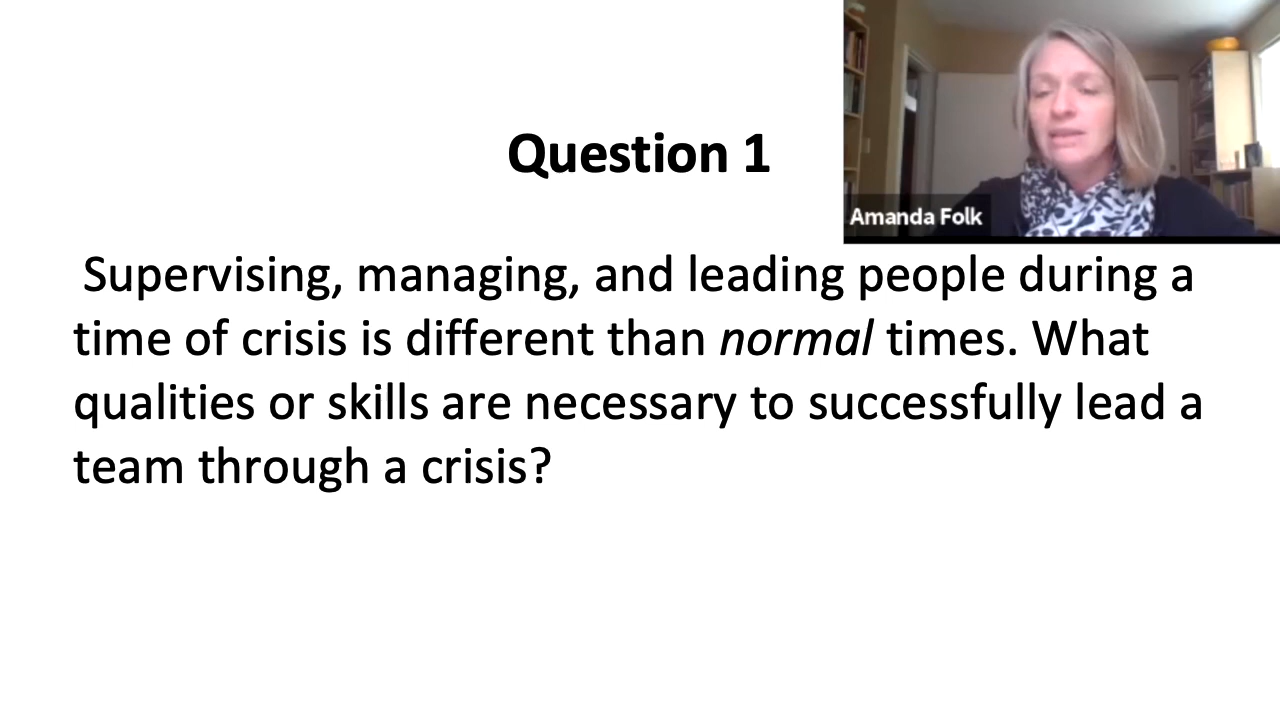 Question 1
Amanda Folk
Supervising, managing, and leading people during a
time of crisis is different than normal times. What
qualities or skills are necessary to successfully lead a
team through a crisis?